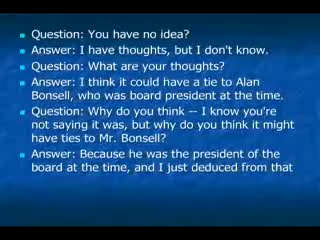 Question: You have no idea?
Answer: I have thoughts, but I don't know.
Question: What are your thoughts?
Answer: I think it could have a tie to Alan
Bonsell, who was board president at the time.
Question: Why do you think -- I know you're
not saying it was, but why do you think it might
have ties to Mr. Bonsell?
Answer: Because he was the president of the
board at the time, and I just deduced from that